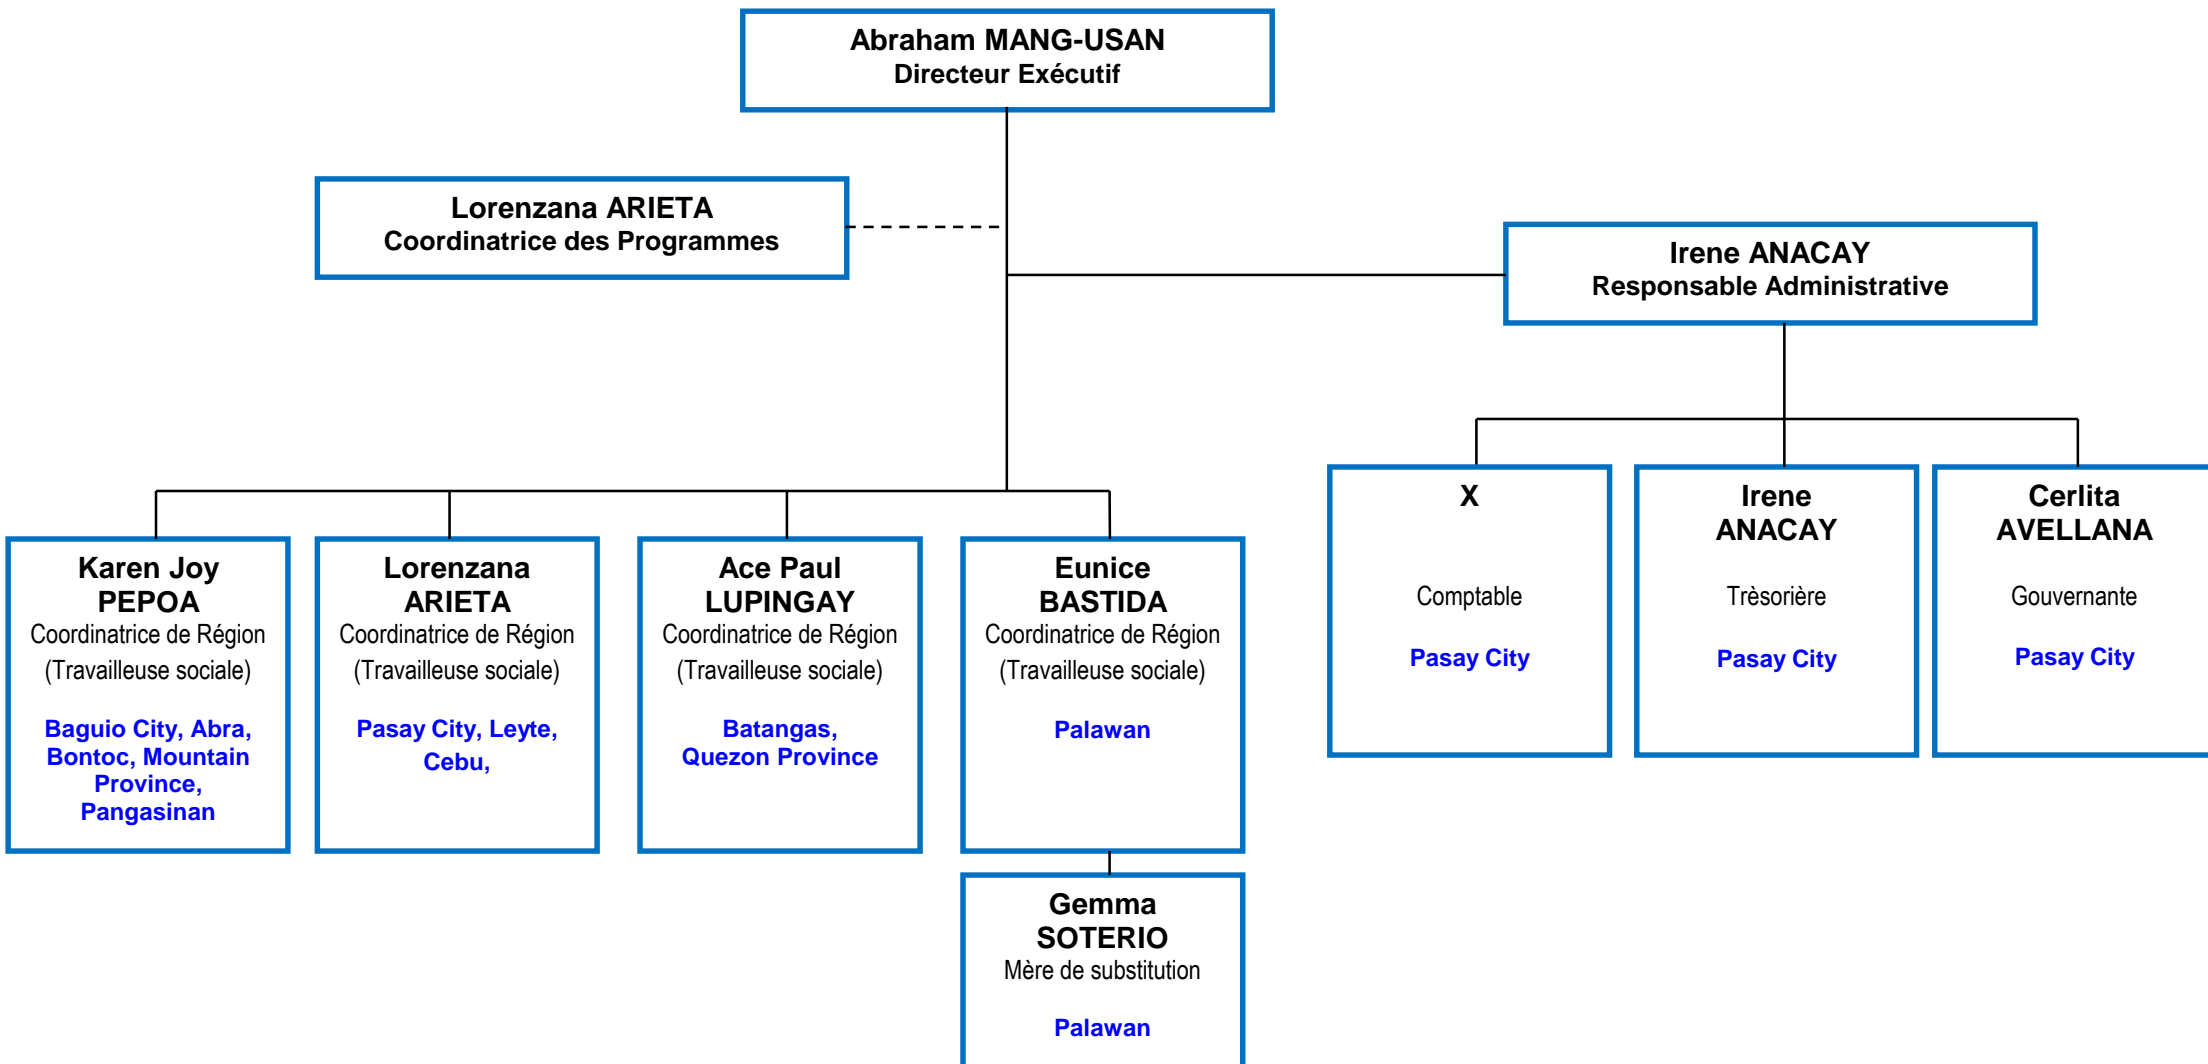 Abraham MANG-USAN
Directeur Exécutif
Lorenzana ARIETA
Coordinatrice des Programmes
Irene ANACAY
Responsable Administrative
X
Comptable
Pasay City
Irene
ANACAY
Trèsorière
Pasay City
Cerlita
AVELLANA
Gouvernante
Pasay City
Karen Joy
PEPOA
Coordinatrice de Région
(Travailleuse sociale)
Baguio City, Abra,
Bontoc, Mountain
Province,
Pangasinan
Lorenzana
ARIETA
Coordinatrice de Région
(Travailleuse sociale)
Pasay City, Leyte,
Cebu,
Ace Paul
LUPINGAY
Coordinatrice de Région
(Travailleuse sociale)
Batangas,
Quezon Province
Eunice
BASTIDA
Coordinatrice de Région
(Travailleuse sociale)
Palawan
Gemma
SOTERIO
Mère de substitution
Palawan